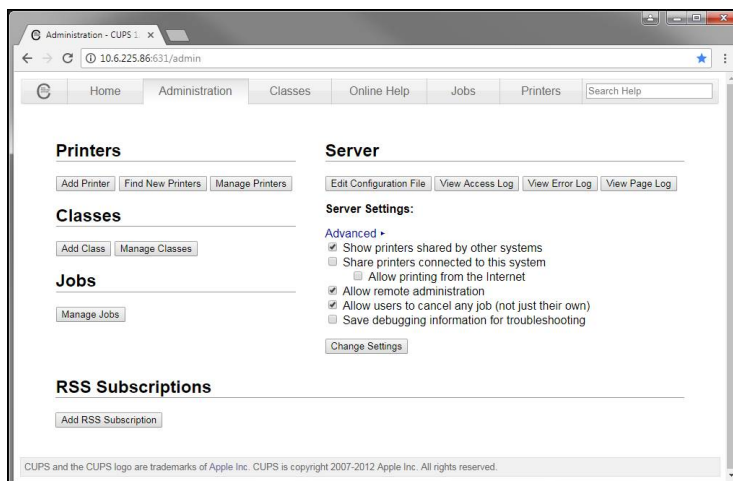 Administration - CUPS 1.
10.6.225.86:631/admin
Home Administration Classes Online Help Jobs Printers Search Help
Printers
Add Printer Find New Printers Manage Printers
Classes
Add Class Manage Classes
Jobs
Manage Jobs
Server
Edit Configuration File View Access Log View Error Log View Page Log
Server Settings:
Advanced ▸
Show printers shared by other systems
Share printers connected to this system
Allow printing from the Internet
Allow remote administration
Allow users to cancel any job (not just their own)
Save debugging information for troubleshooting
Change Settings
RSS Subscriptions
Add RSS Subscription
CUPS and the CUPS logo are trademarks of Apple Inc. CUPS is copyright 2007-2012 Apple Inc. All rights reserved.